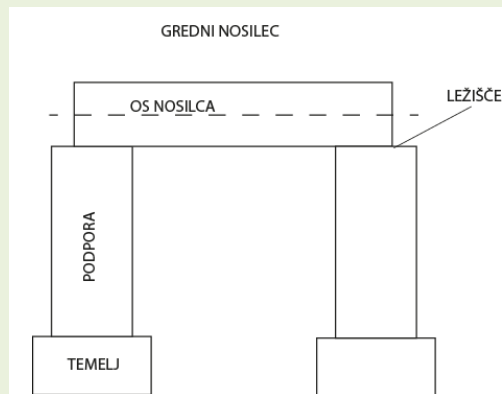 GREDNI NOSILEC
LEŽIŠČE
OS NOSILCA
PODPORA
TEMELJ